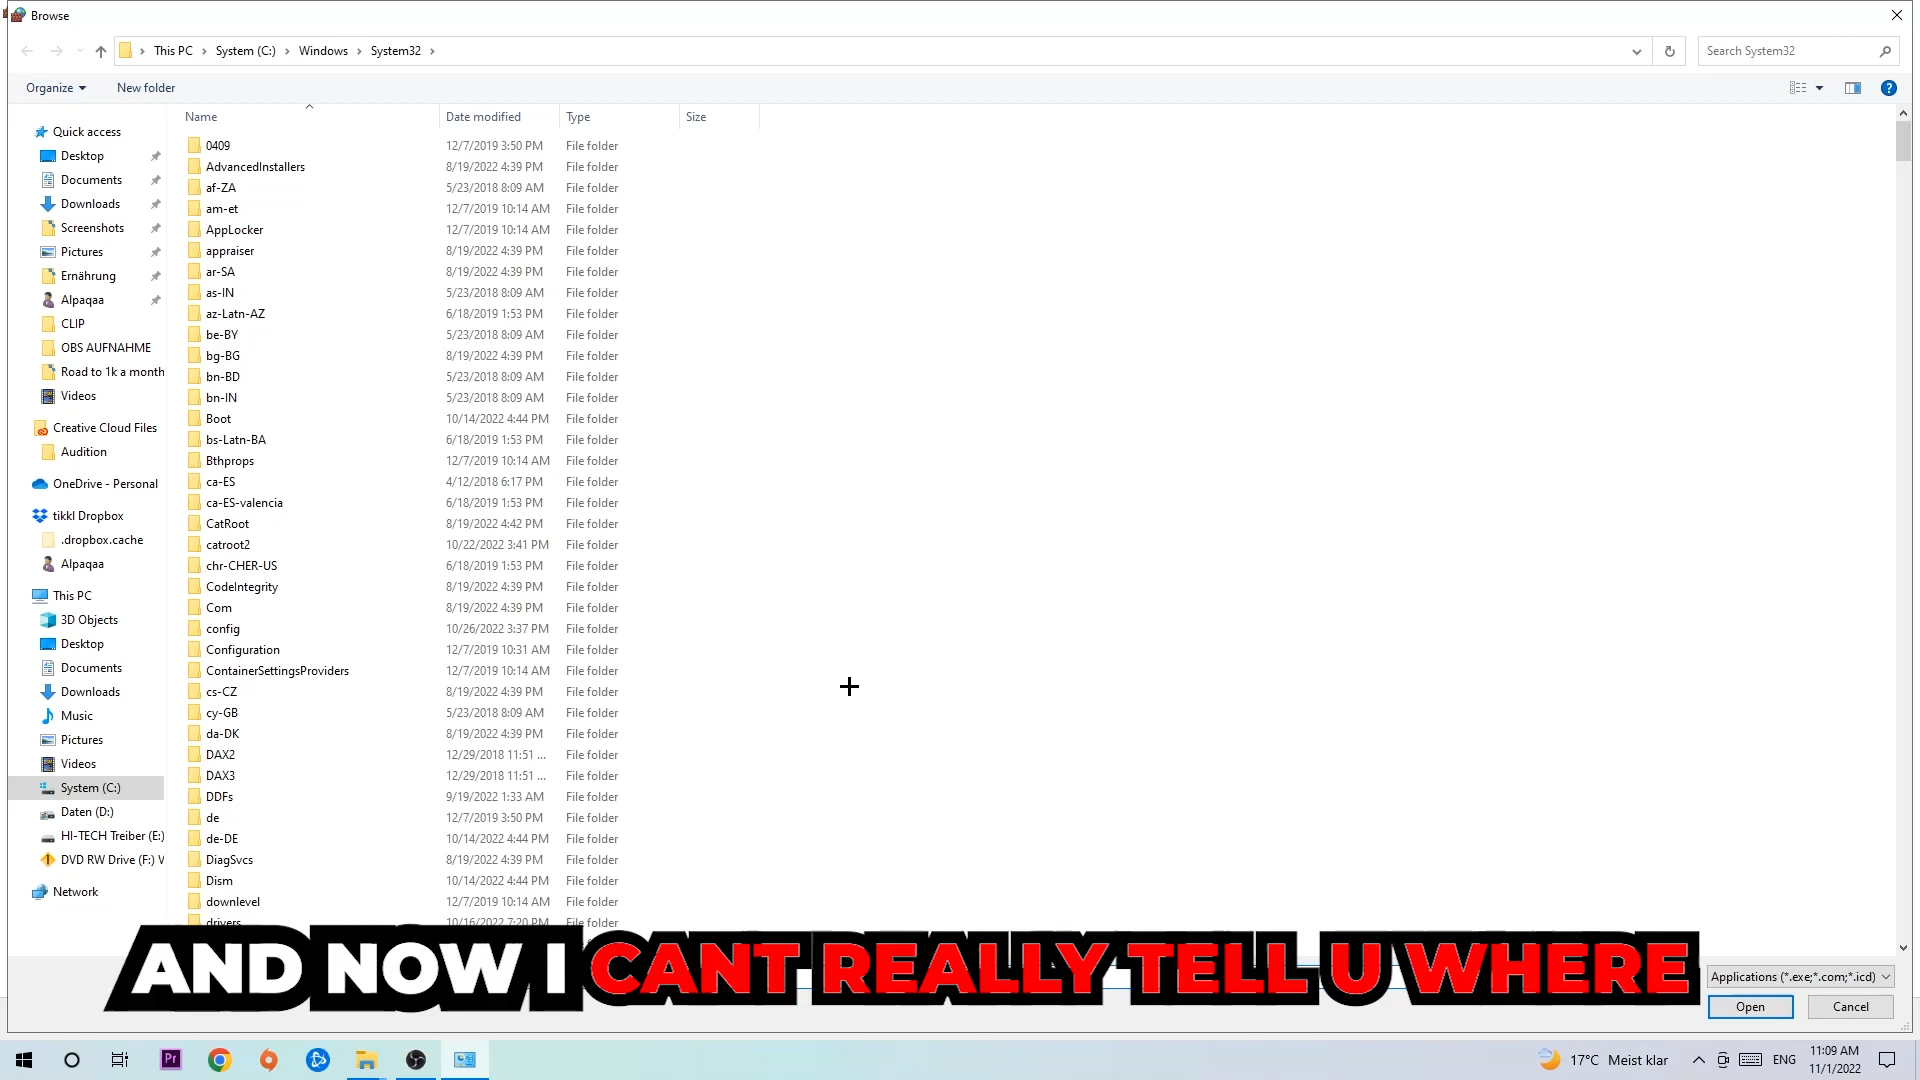 Browse
This PC > System (C:) > Windows > System32 >
Search System32
Organize
New folder
Name
Date modified
Type
Size
Quick access
Desktop
Documents
Downloads
Screenshots
Pictures
Ernährung
Alpaqaa
CLIP
OBS AUFNAHME
Road to 1k a month
Videos
Creative Cloud Files
Audition
OneDrive - Personal
tikkl Dropbox
.dropbox.cache
Alpaqaa
This PC
3D Objects
Desktop
Documents
Downloads
Music
Pictures
Videos
System (C:)
Daten (D:)
HI-TECH Treiber (E:)
DVD RW Drive (F:) V
Network
0409 12/7/2019 3:50 PM File folder
AdvancedInstallers 8/19/2022 4:39 PM File folder
af-ZA 5/23/2018 8:09 AM File folder
am-et 12/7/2019 10:14 AM File folder
AppLocker 12/7/2019 10:14 AM File folder
appraiser 8/19/2022 4:39 PM File folder
ar-SA 8/19/2022 4:39 PM File folder
as-IN 5/23/2018 8:09 AM File folder
az-Latn-AZ 6/18/2019 1:53 PM File folder
be-BY 5/23/2018 8:09 AM File folder
bg-BG 8/19/2022 4:39 PM File folder
bn-BD 5/23/2018 8:09 AM File folder
bn-IN 5/23/2018 8:09 AM File folder
Boot 10/14/2022 4:44 PM File folder
bs-Latn-BA 6/18/2019 1:53 PM File folder
Bthprops 12/7/2019 10:14 AM File folder
ca-ES 4/12/2018 6:17 PM File folder
ca-ES-valencia 6/18/2019 1:53 PM File folder
CatRoot 8/19/2022 4:42 PM File folder
catroot2 10/22/2022 3:41 PM File folder
chr-CHER-US 6/18/2019 1:53 PM File folder
CodeIntegrity 8/19/2022 4:39 PM File folder
Com 8/19/2022 4:39 PM File folder
config 10/26/2022 3:37 PM File folder
Configuration 12/7/2019 10:31 AM File folder
ContainerSettingsProviders 12/7/2019 10:14 AM File folder
cs-CZ 8/19/2022 4:39 PM File folder
cy-GB 5/23/2018 8:09 AM File folder
da-DK 8/19/2022 4:39 PM File folder
DAX2 12/29/2018 11:51 ... File folder
DAX3 12/29/2018 11:51 ... File folder
DDFs 9/19/2022 1:33 AM File folder
de 12/7/2019 3:50 PM File folder
de-DE 10/14/2022 4:44 PM File folder
DiagSvcs 8/19/2022 4:39 PM File folder
Dism 10/14/2022 4:44 PM File folder
downlevel 12/7/2019 10:14 AM File folder
drivers 10/16/2022 7:20 PM File folder
AND NOW I CANT REALLY TELL U WHERE
Applications (*.exe;*.com;*.icd)
Open
Cancel
Pr
17°C Meist klar
ENG
11:09 AM
11/1/2022